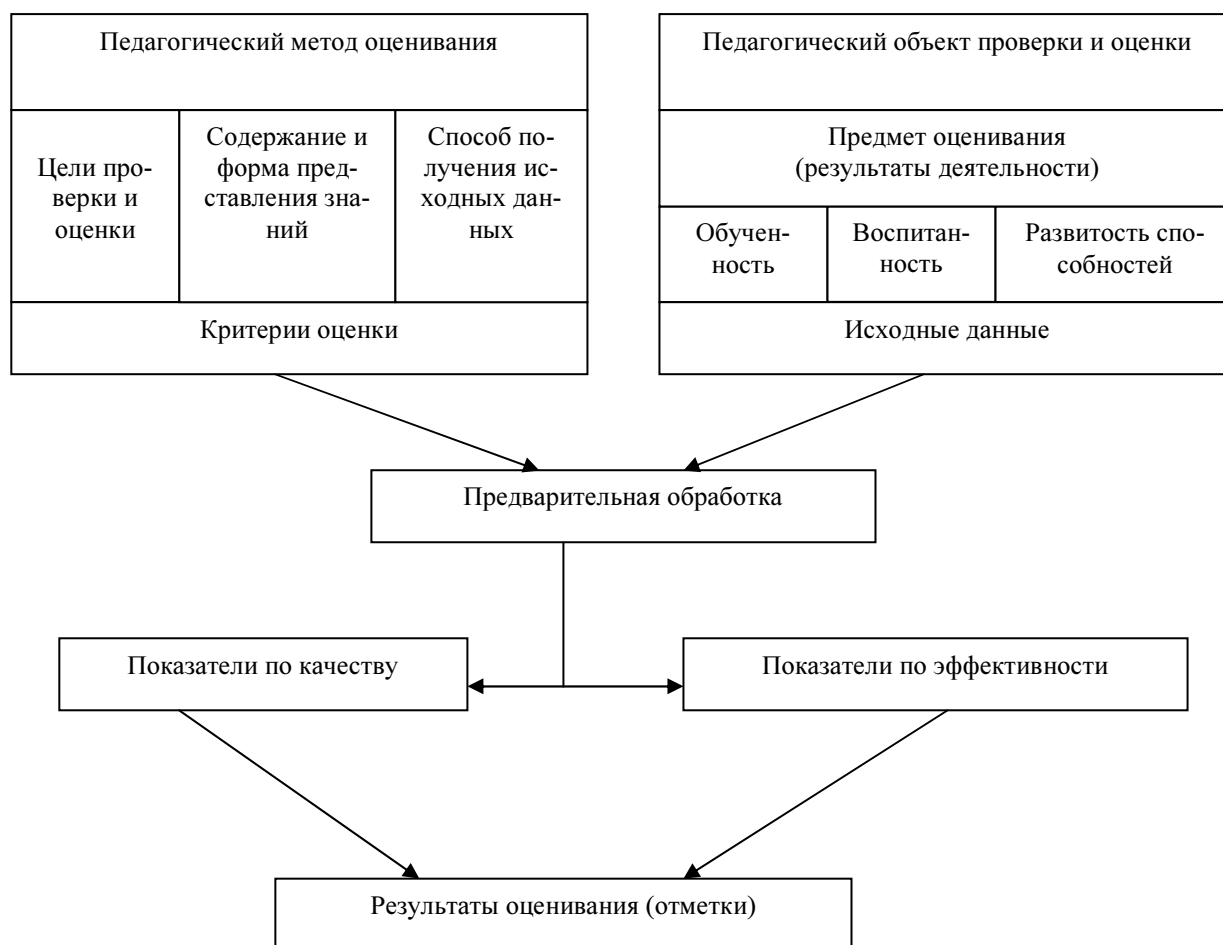 Педагогический метод оценивания
Цели про-
верки и
оценки
Содержание и
форма пред-
ставления зна-
ний
Способ по-
лучения ис-
ходных дан-
ных
Критерии оценки
Педагогический объект проверки и оценки
Предмет оценивания
(результаты деятельности)
Обучен-
ность
Воспитан-
ность
Развитость спо-
собностей
Исходные данные
Предварительная обработка
Показатели по качеству
Показатели по эффективности
Результаты оценивания (отметки)